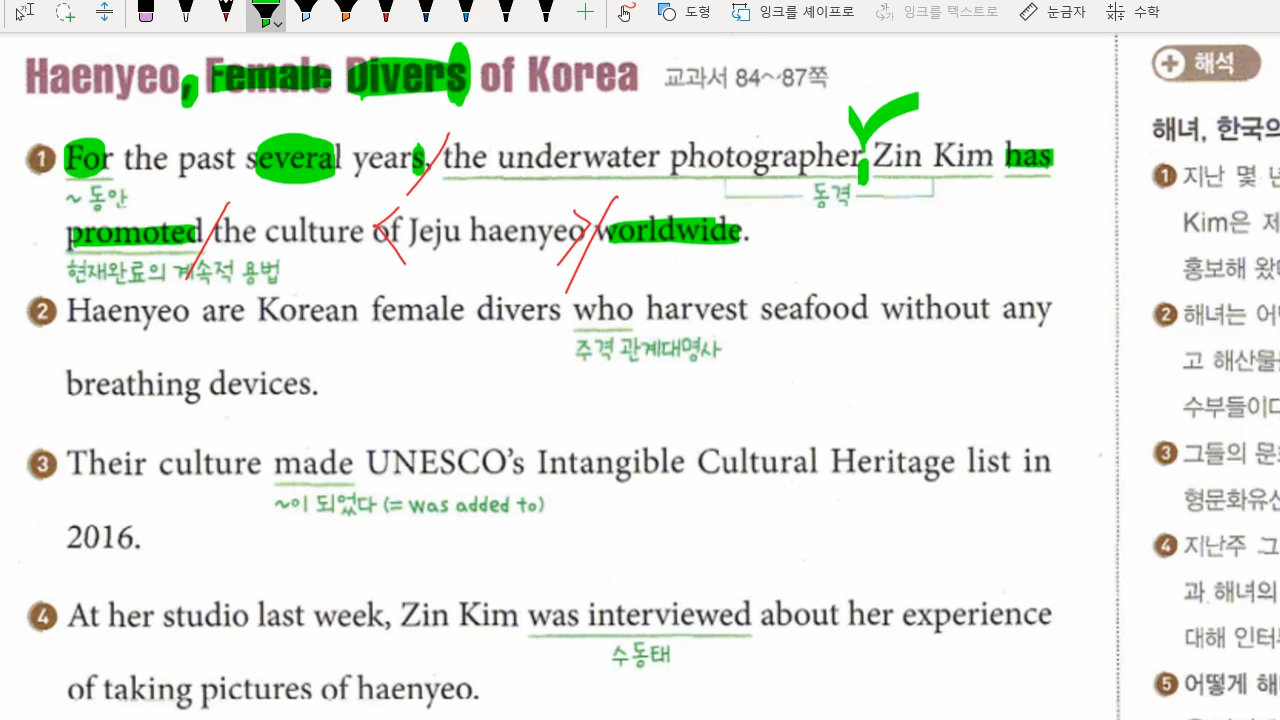 도형
잉크를 셰이프로
잉크를 텍스트로
눈금자
수학
Haenyeo, Female Divers of Korea 교과서 84~87쪽
1 For the past several years, the underwater photographer, Zin Kim has
~ 동안
동격
promoted the culture of Jeju haenyeo worldwide.
현재완료의 계속적 용법
2 Haenyeo are Korean female divers who harvest seafood without any
주격 관계대명사
breathing devices.
3 Their culture made UNESCO's Intangible Cultural Heritage list in
~이 되었다 (= was added to)
2016.
4 At her studio last week, Zin Kim was interviewed about her experience
수동태
of taking pictures of haenyeo.
해석
해녀, 한국의
1 지난 몇 년
Kim은 제
홍보해 왔다
2 해녀는 어떤
고 해산물을
수부들이다
3 그들의 문화
형문화유산
4 지난주 그
과 해녀의
대해 인터뷰
5 어떻게 해녀